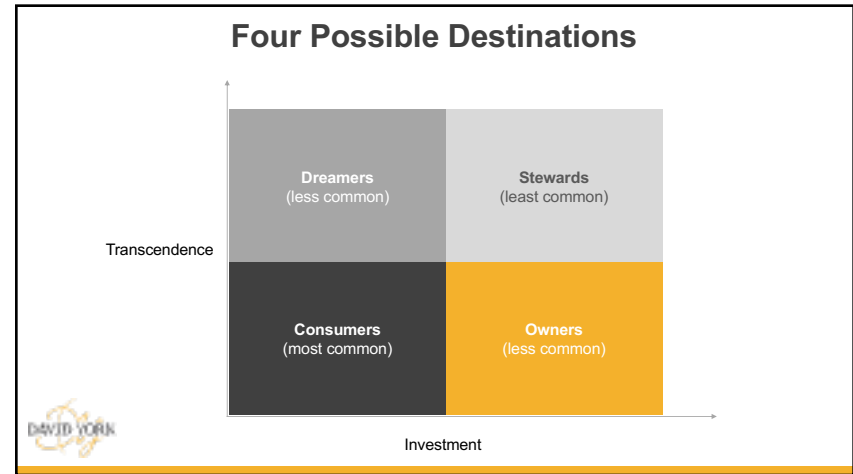 Four Possible Destinations
Dreamers
(less common)
Stewards
(least common)
Transcendence
Consumers
(most common)
Owners
(less common)
DAVID YORK
Investment